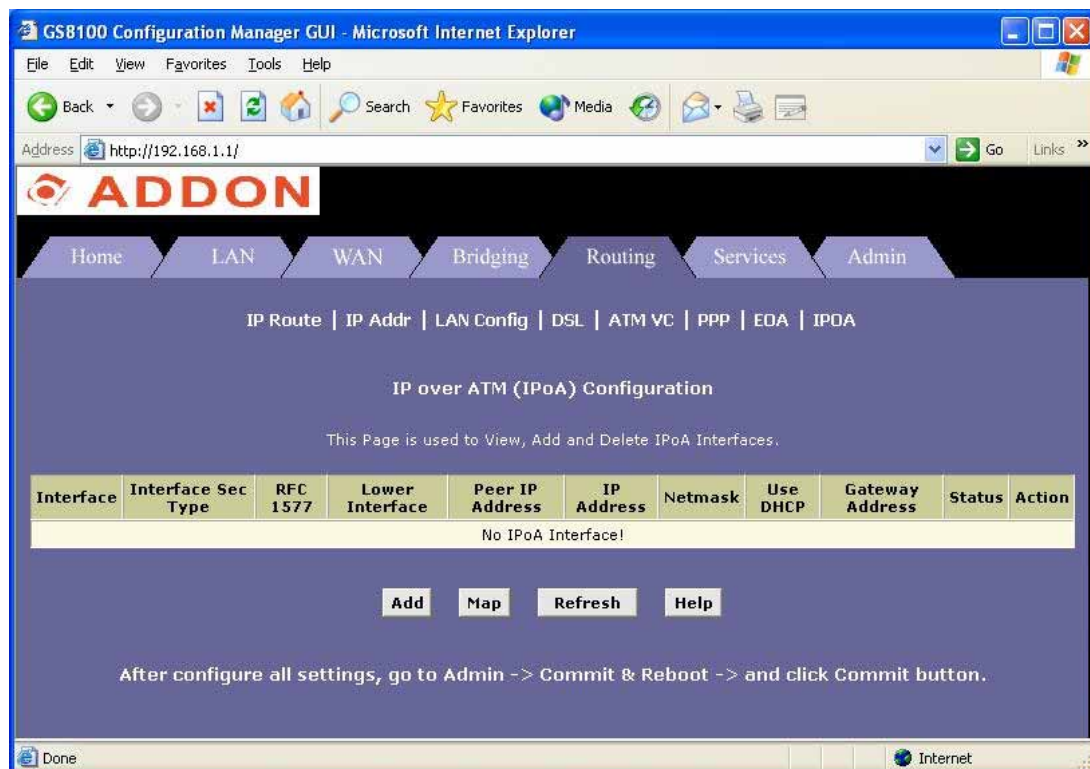 GS8100 Configuration Manager GUI - Microsoft Internet Explorer
File Edit View Favorites Tools Help
Back Search Favorites Media
Address http://192.168.1.1/ Go Links »
ADDON
Home LAN WAN Bridging Routing Services Admin
IP Route | IP Addr | LAN Config | DSL | ATM VC | PPP | EOA | IPOA
IP over ATM (IPoA) Configuration
This Page is used to View, Add and Delete IPoA Interfaces.
Interface Interface Sec Type RFC 1577 Lower Interface Peer IP Address IP Address Netmask Use DHCP Gateway Address Status Action
No IPoA Interface!
Add Map Refresh Help
After configure all settings, go to Admin -> Commit & Reboot -> and click Commit button.
Done Internet